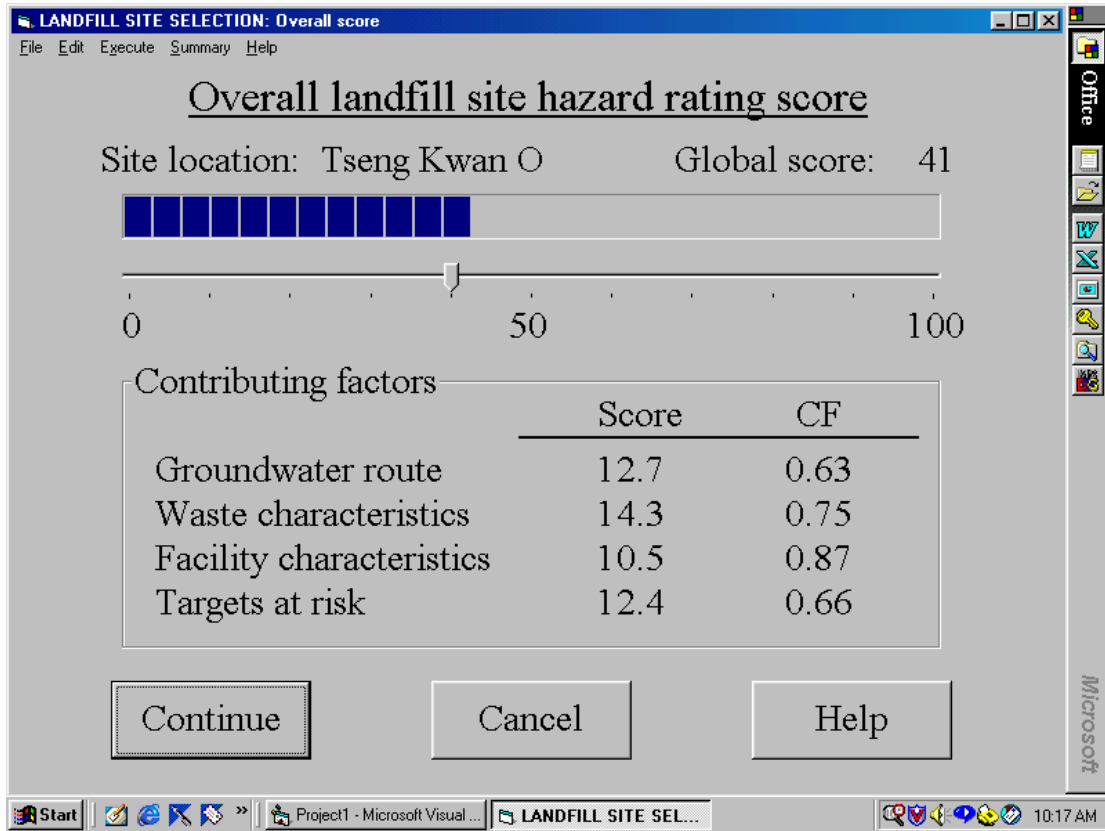 LANDFILL SITE SELECTION: Overall score
File Edit Execute Summary Help
Overall landfill site hazard rating score
Site location: Tseng Kwan O Global score: 41
0 50 100
Contributing factors
Score CF
Groundwater route 12.7 0.63
Waste characteristics 14.3 0.75
Facility characteristics 10.5 0.87
Targets at risk 12.4 0.66
Continue Cancel Help
Office
Microsoft
Start » Project1 - Microsoft Visual ... LANDFILL SITE SEL... 10:17 AM